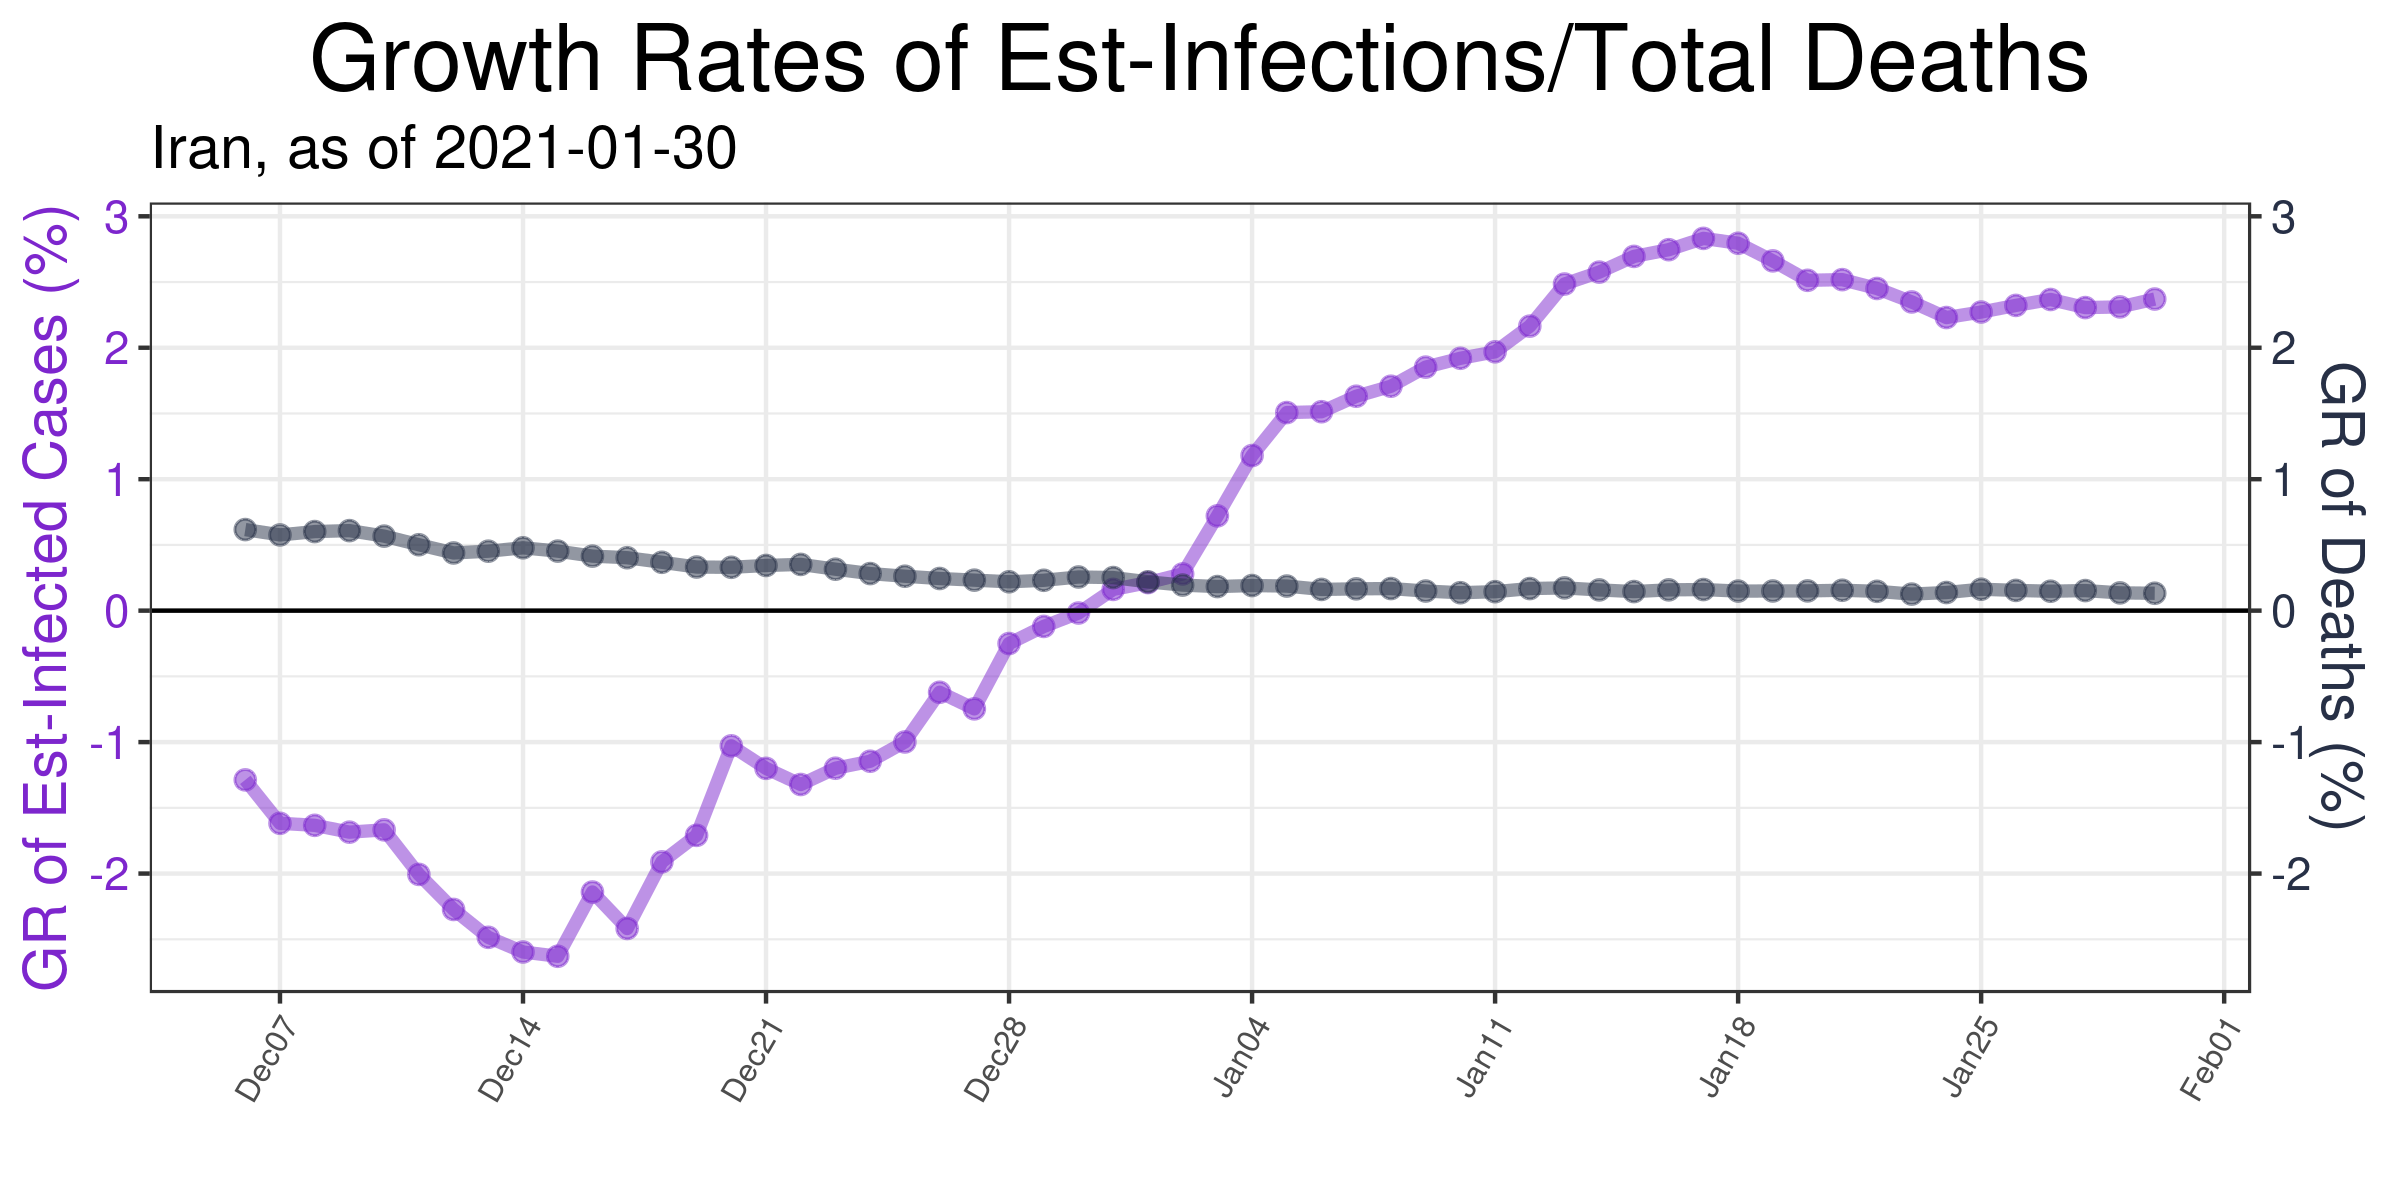 Growth Rates of Est-Infections/Total Deaths
Iran, as of 2021-01-30
GR of Est-Infected Cases (%)
3
2
1
0
-1
-2
3
2
1
0
-1
-2
GR of Deaths (%)
Dec07
Dec14
Dec21
Dec28
Jan04
Jan11
Jan18
Jan25
Feb01